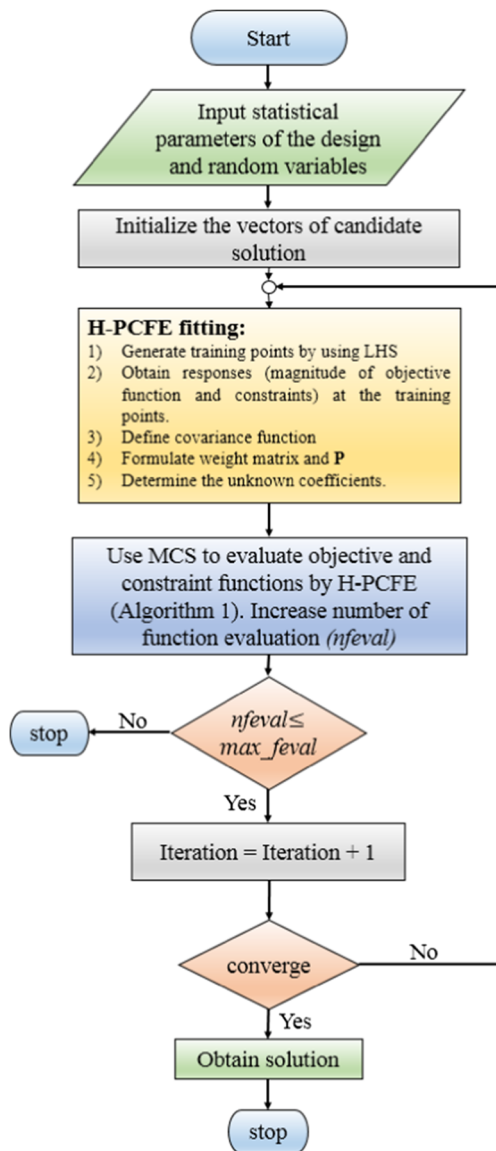 Start
Input statistical
parameters of the design
and random variables
Initialize the vectors of candidate
solution
H-PCFE fitting:
1) Generate training points by using LHS
2) Obtain responses (magnitude of objective
function and constraints) at the training
points.
3) Define covariance function
4) Formulate weight matrix and P
5) Determine the unknown coefficients.
Use MCS to evaluate objective and
constraint functions by H-PCFE
(Algorithm 1). Increase number of
function evaluation (nfeval)
nfeval≤
max_feval
No
stop
Yes
Iteration = Iteration + 1
converge
No
Yes
Obtain solution
stop